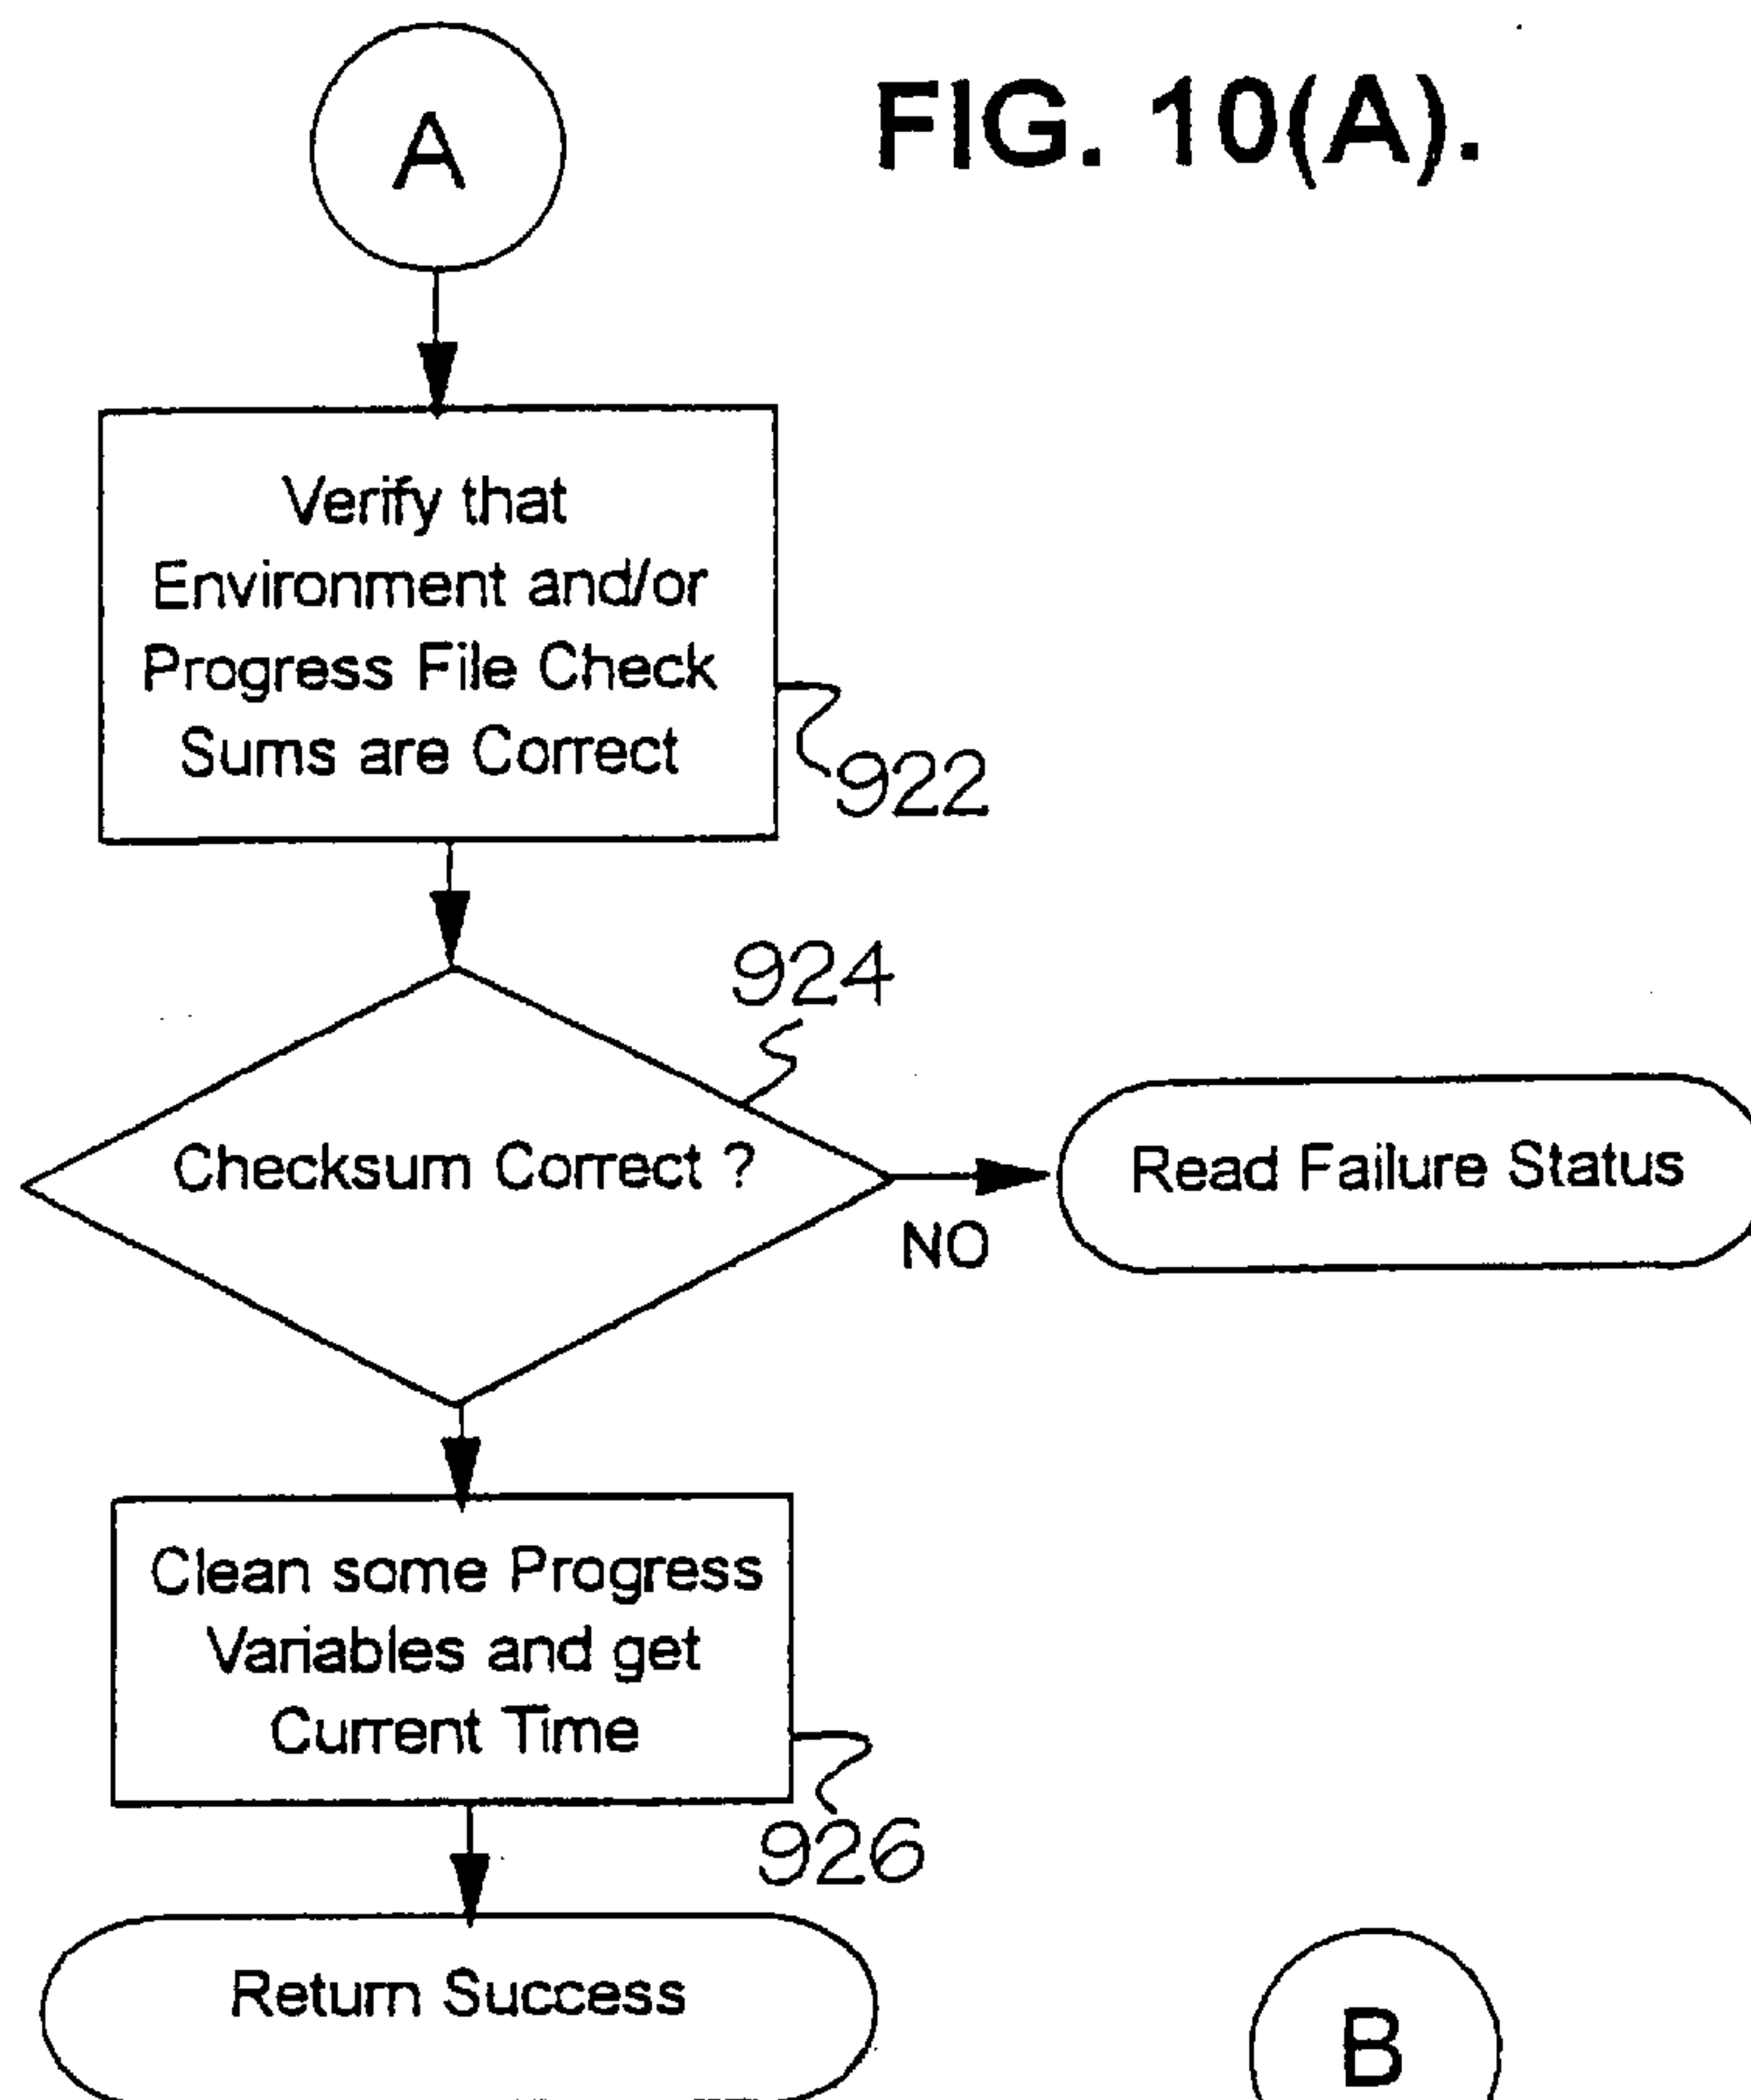 A
FIG. 10(A).
Verify that
Environment and/or
Progress File Check
Sums are Correct
922
924
Checksum Correct ?
Read Failure Status
NO
Clean some Progress
Variables and get
Current Time
926
Return Success
B